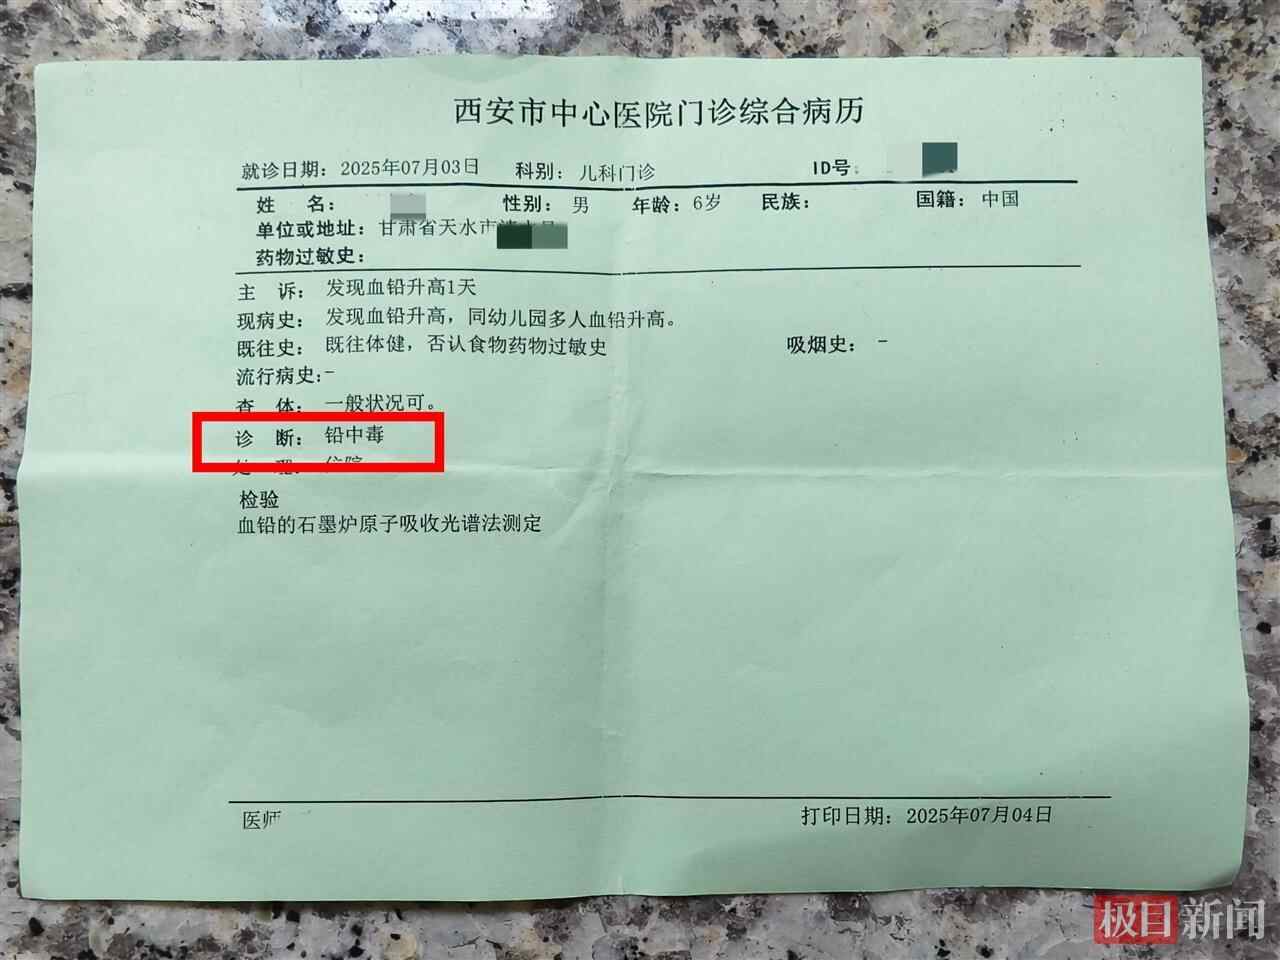 西安市中心医院门诊综合病历
就诊日期：2025年07月03日 科别：儿科门诊 ID号：
姓 名： 性别：男 年龄：6岁 民族： 国籍：中国
单位或地址：甘肃省天水市
药物过敏史：
主 诉：发现血铅升高1天
现病史：发现血铅升高，同幼儿园多人血铅升高。
既往史：既往体健，否认食物药物过敏史 吸烟史：-
流行病史：-
查 体：一般状况可。
诊 断：铅中毒
检验
血铅的石墨炉原子吸收光谱法测定
医师
打印日期：2025年07月04日
极目新闻